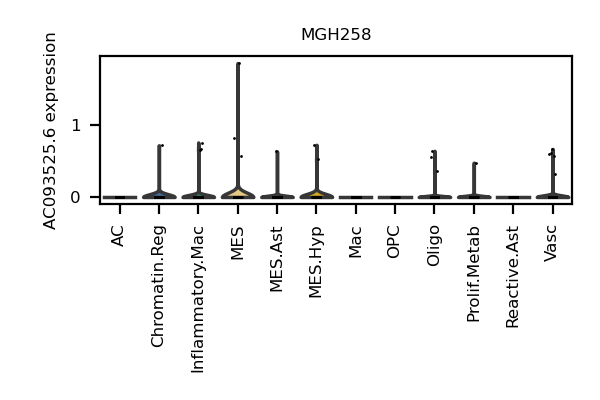 MGH258
AC093525.6 expression
1
0
AC
Chromatin.Reg
Inflammatory.Mac
MES
MES.Ast
MES.Hyp
Mac
OPC
Oligo
Prolif.Metab
Reactive.Ast
Vasc